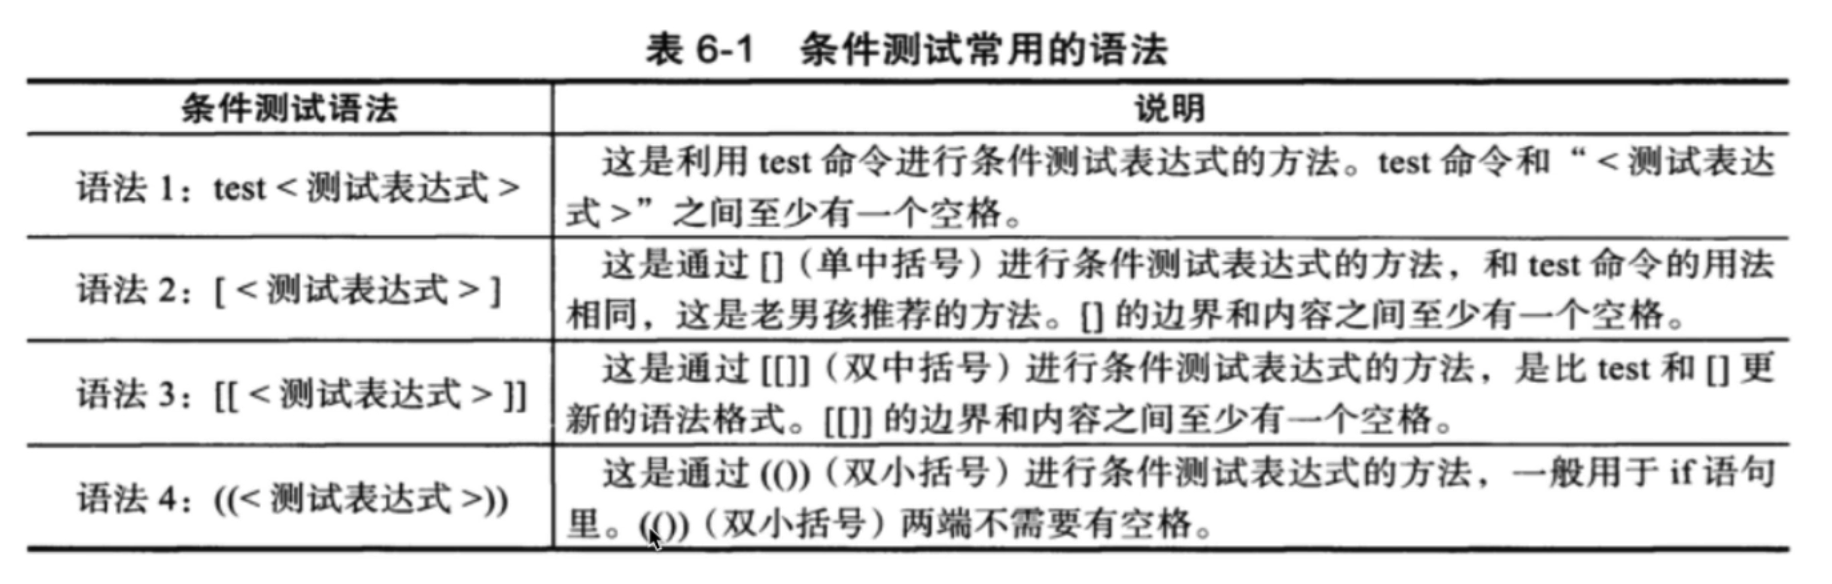 表 6-1 条件测试常用的语法
条件测试语法
说明
语法 1：test < 测试表达式 >
这是利用 test 命令进行条件测试表达式的方法。test 命令和“ < 测试表达
式 >”之间至少有一个空格。
语法 2：[ < 测试表达式 > ]
这是通过 []（单中括号）进行条件测试表达式的方法，和 test 命令的用法
相同，这是老男孩推荐的方法。[] 的边界和内容之间至少有一个空格。
语法 3：[[ < 测试表达式 > ]]
这是通过 [[]]（双中括号）进行条件测试表达式的方法，是比 test 和 [] 更
新的语法格式。[[]] 的边界和内容之间至少有一个空格。
语法 4：((< 测试表达式 >))
这是通过 (())（双小括号）进行条件测试表达式的方法，一般用于 if 语句
里。(())（双小括号）两端不需要有空格。